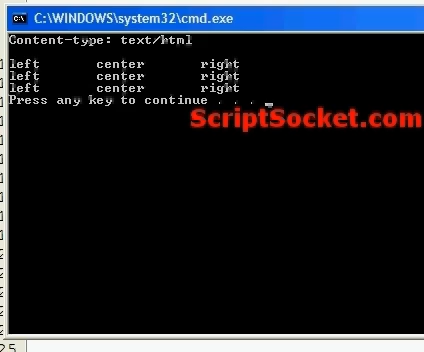 C:\WINDOWS\system32\cmd.exe
Content-type: text/html
left center right
left center right
left center right
Press any key to continue . . .
ScriptSocket.com
25